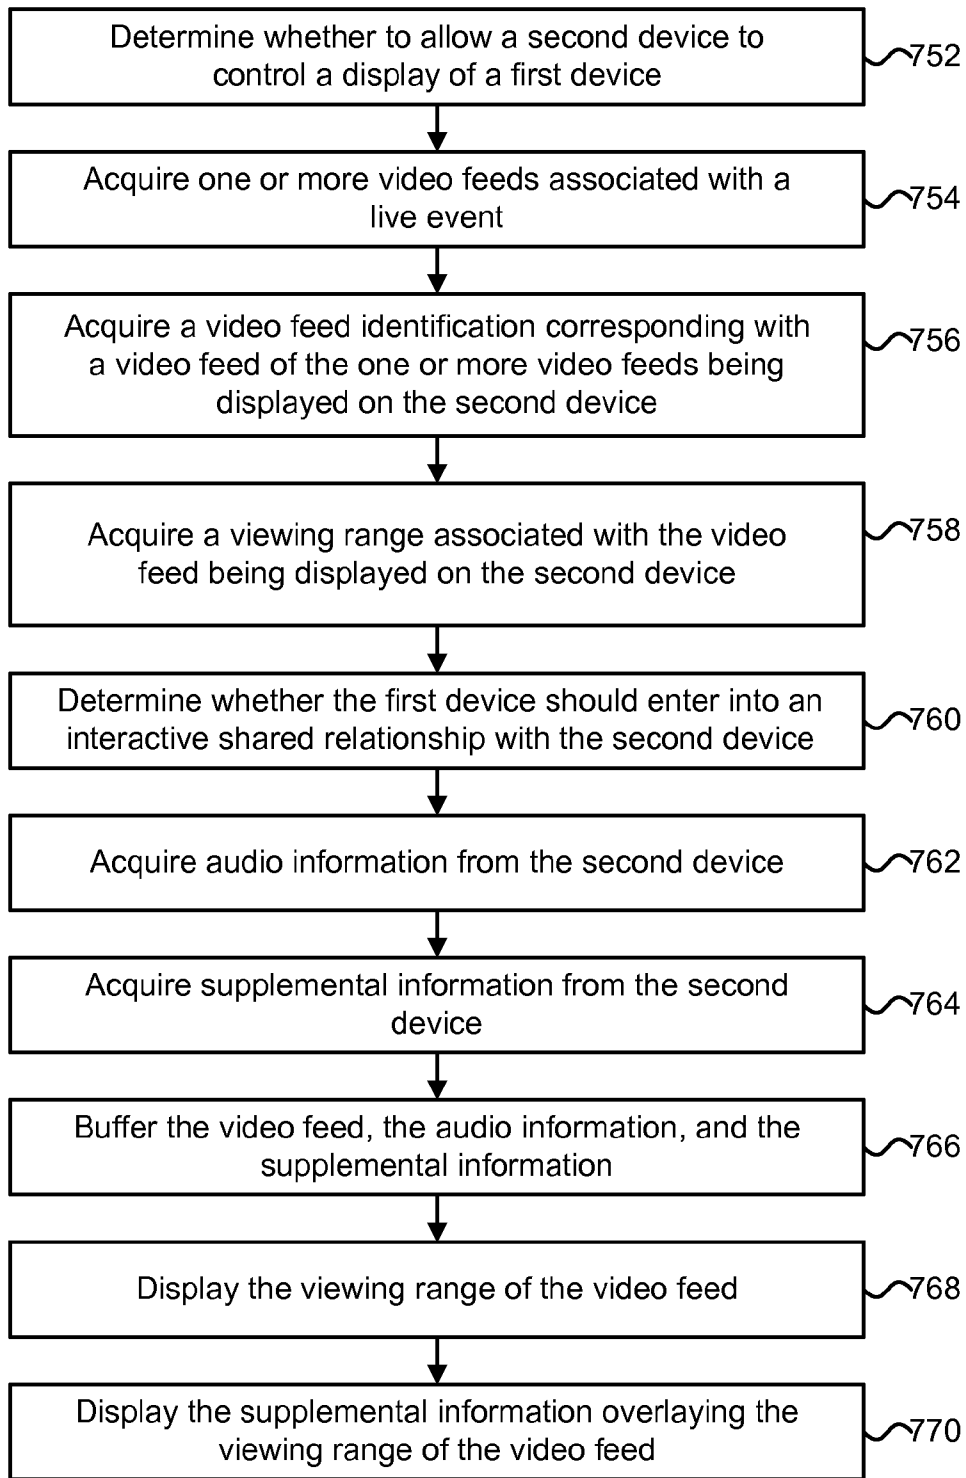 Determine whether to allow a second device to
control a display of a first device
752
Acquire one or more video feeds associated with a
live event
754
Acquire a video feed identification corresponding with
a video feed of the one or more video feeds being
displayed on the second device
756
Acquire a viewing range associated with the video
feed being displayed on the second device
758
Determine whether the first device should enter into an
interactive shared relationship with the second device
760
Acquire audio information from the second device
762
Acquire supplemental information from the second
device
764
Buffer the video feed, the audio information, and the
supplemental information
766
Display the viewing range of the video feed
768
Display the supplemental information overlaying the
viewing range of the video feed
770